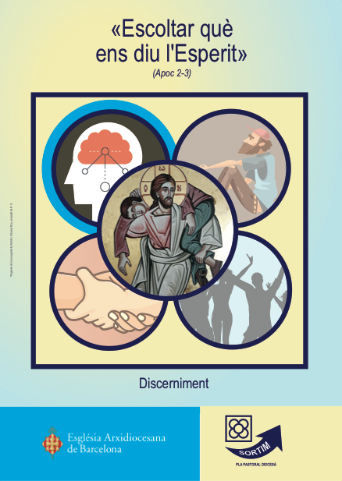 «Escoltar què
ens diu l'Esperit»
(Apoc 2-3)
Discerniment
Església Arxidiocesana
de Barcelona
SORTIM
PLA PASTORAL DIOCESÀ